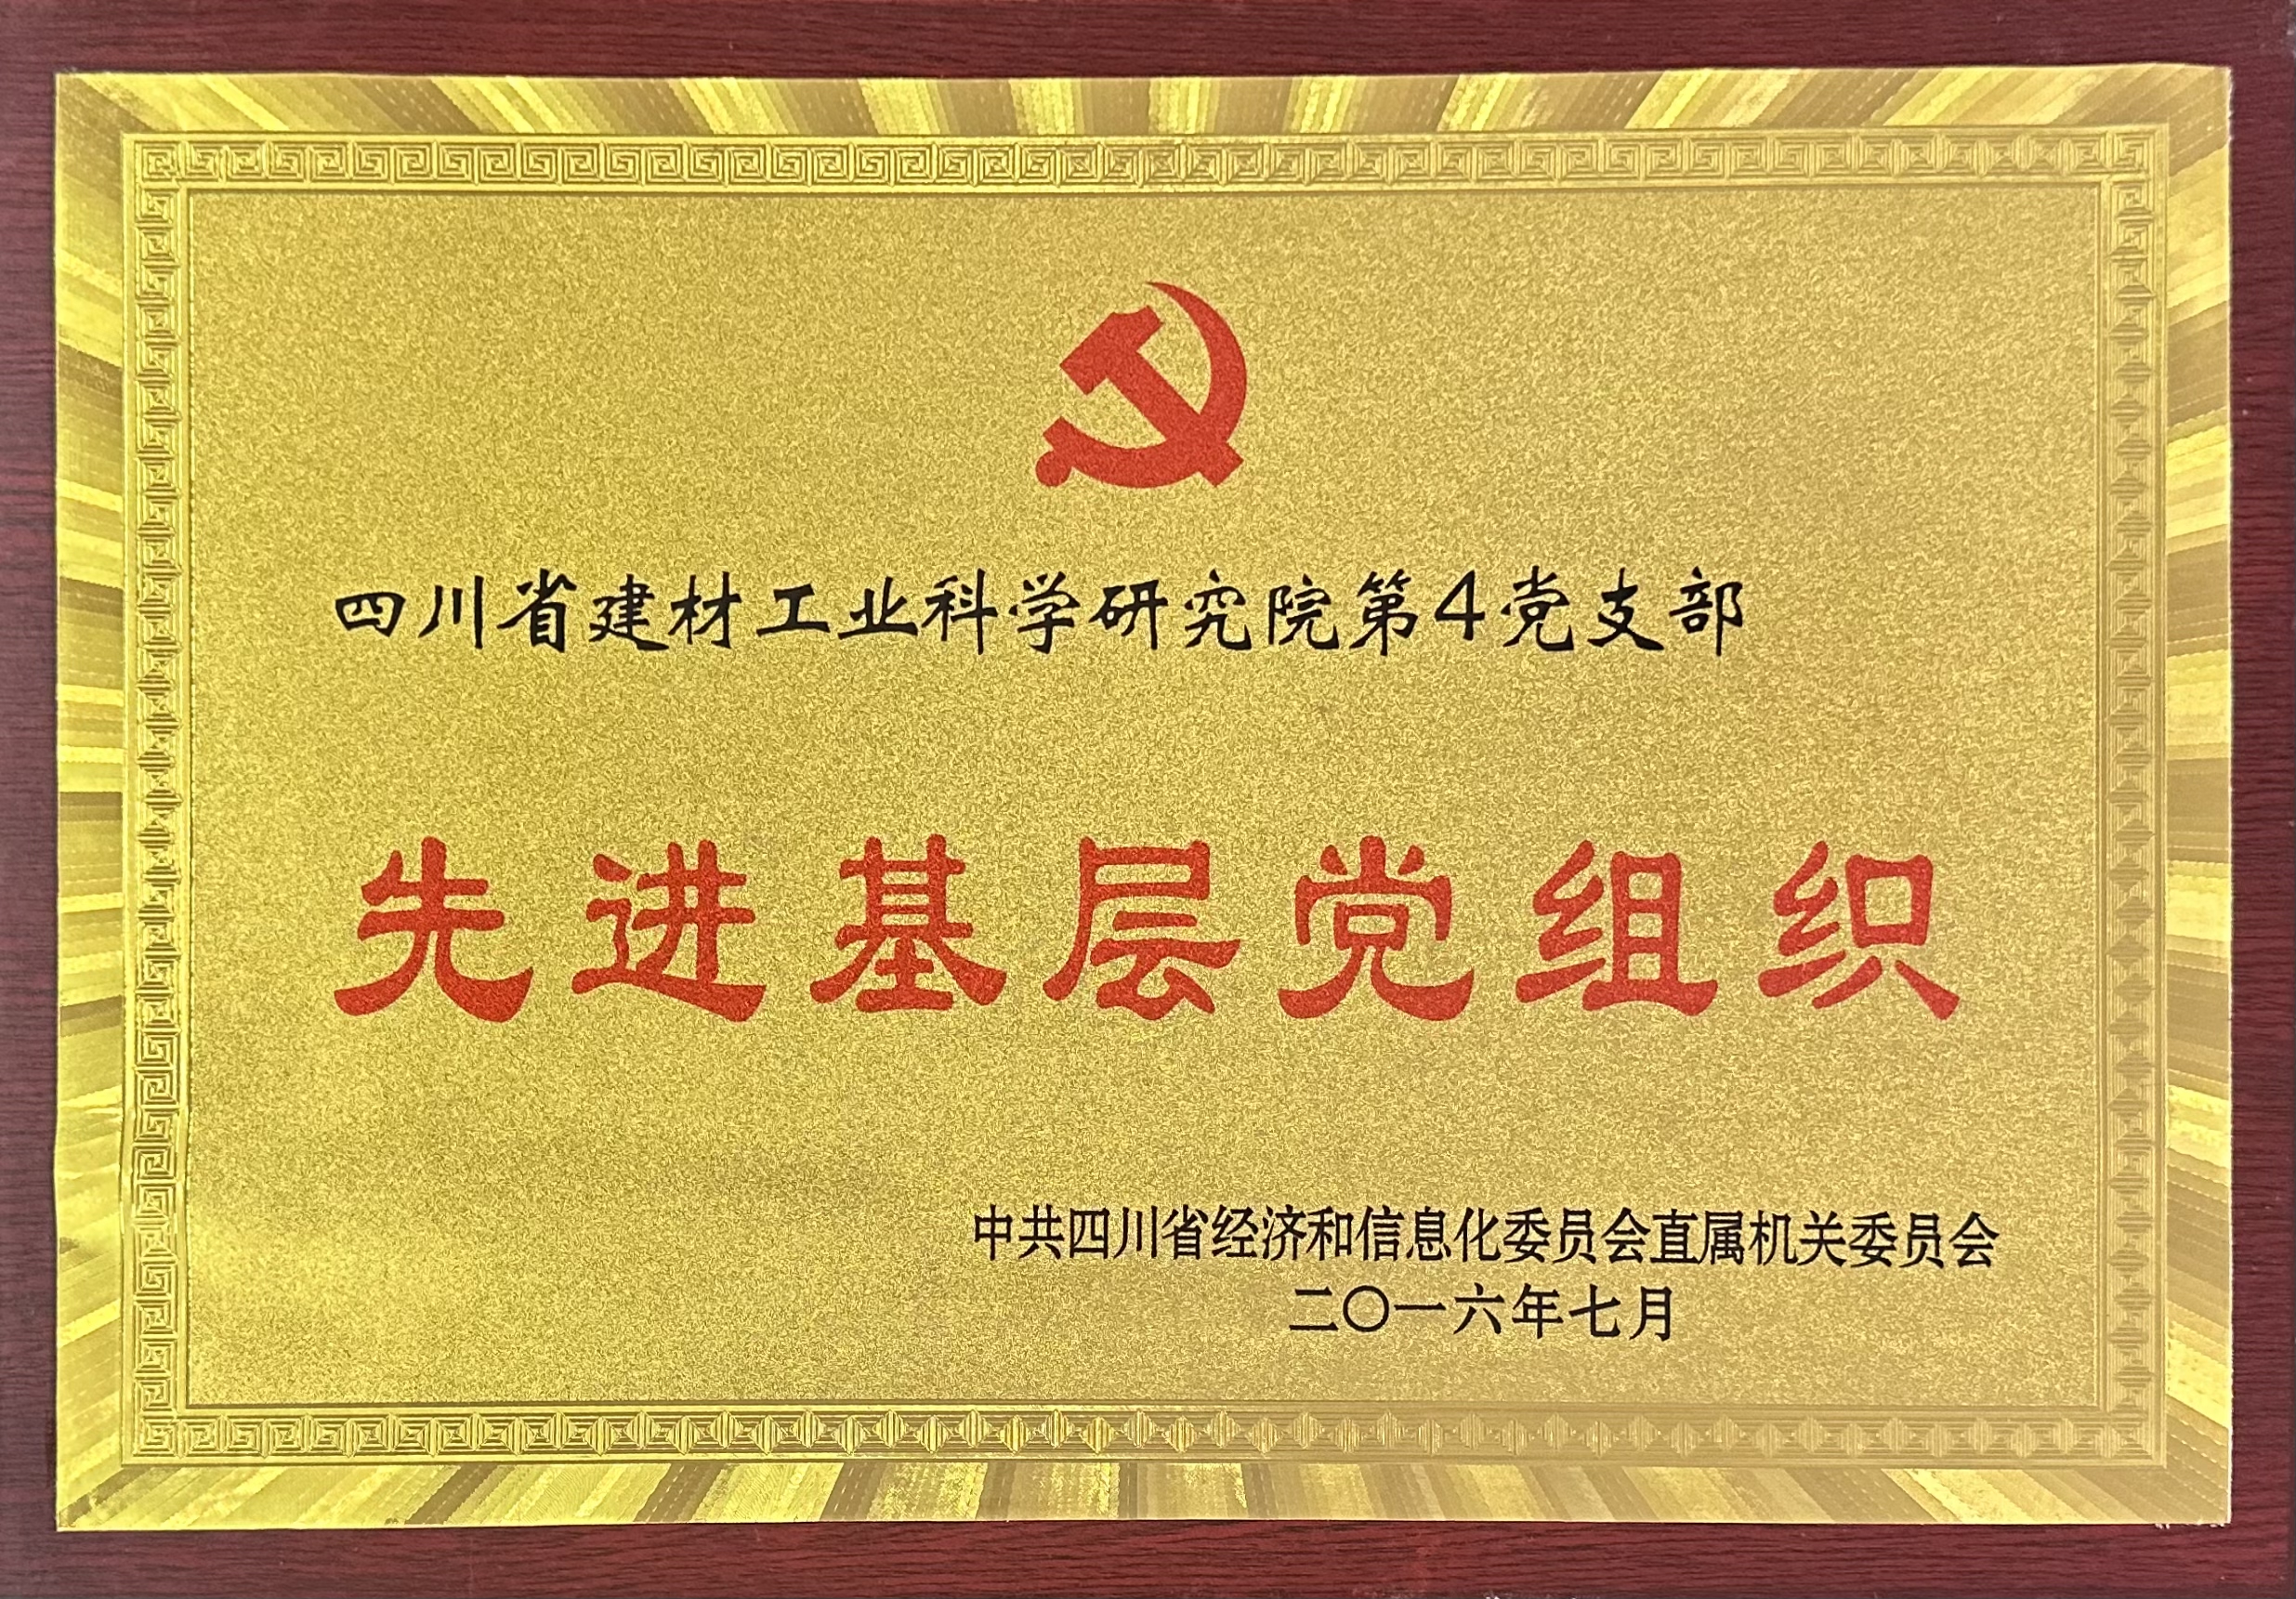 四川省建材工业科学研究院第4党支部
先进基层党组织
中共四川省经济和信息化委员会直属机关委员会
二〇一六年七月